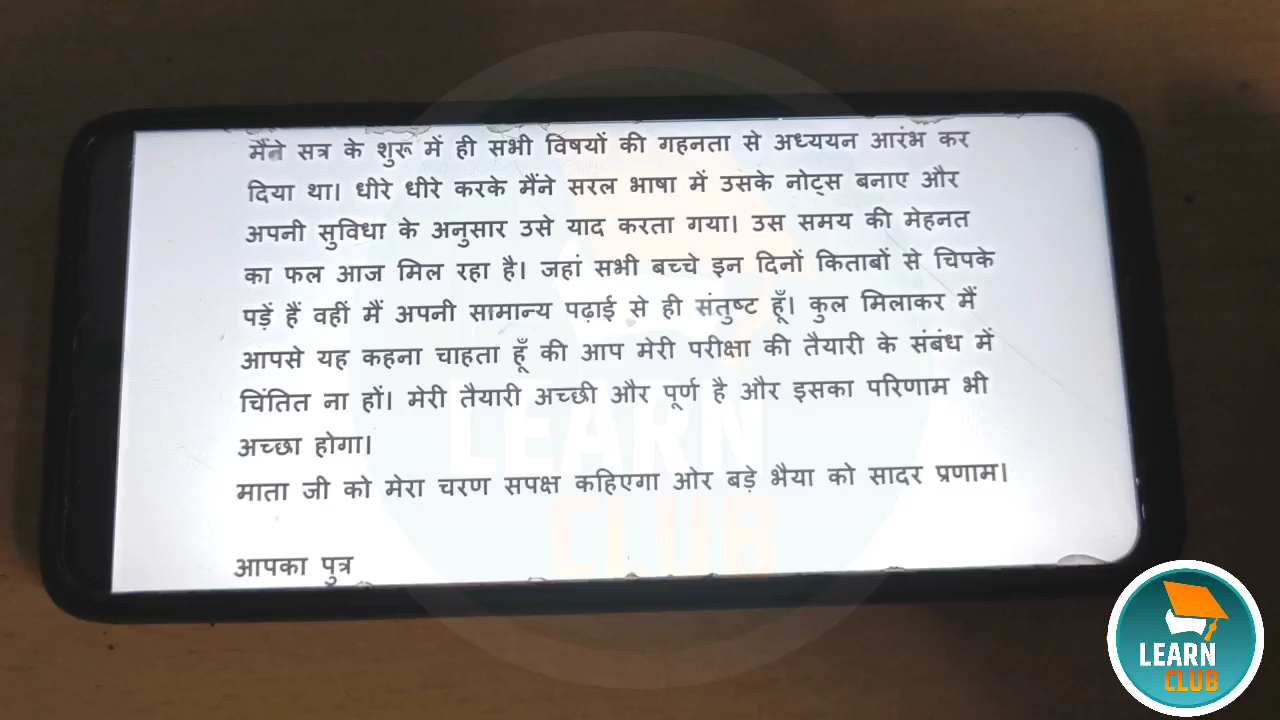 मैंने सत्र के शुरू में ही सभी विषयों की गहनता से अध्ययन आरंभ कर
दिया था। धीरे धीरे करके मैंने सरल भाषा में उसके नोट्स बनाए और
अपनी सुविधा के अनुसार उसे याद करता गया। उस समय की मेहनत
का फल आज मिल रहा है। जहां सभी बच्चे इन दिनों किताबों से चिपके
पड़ें हैं वहीं मैं अपनी सामान्य पढ़ाई से ही संतुष्ट हूँ। कुल मिलाकर मैं
आपसे यह कहना चाहता हूँ की आप मेरी परीक्षा की तैयारी के संबंध में
चिंतित ना हों। मेरी तैयारी अच्छी और पूर्ण है और इसका परिणाम भी
अच्छा होगा।
माता जी को मेरा चरण सपक्ष कहिएगा ओर बड़े भैया को सादर प्रणाम।
आपका पुत्र
LEARN
CLUB
LEARN
CLUB